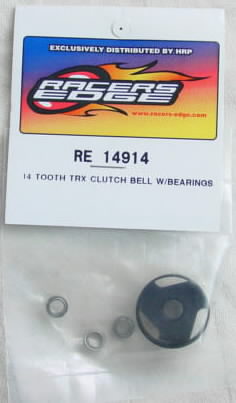 EXCLUSIVELY DISTRIBUTED BY HRP
RACERS
EDGE
www.racers-edge.com
RE 14914
14 TOOTH TRX CLUTCH BELL W/BEARINGS